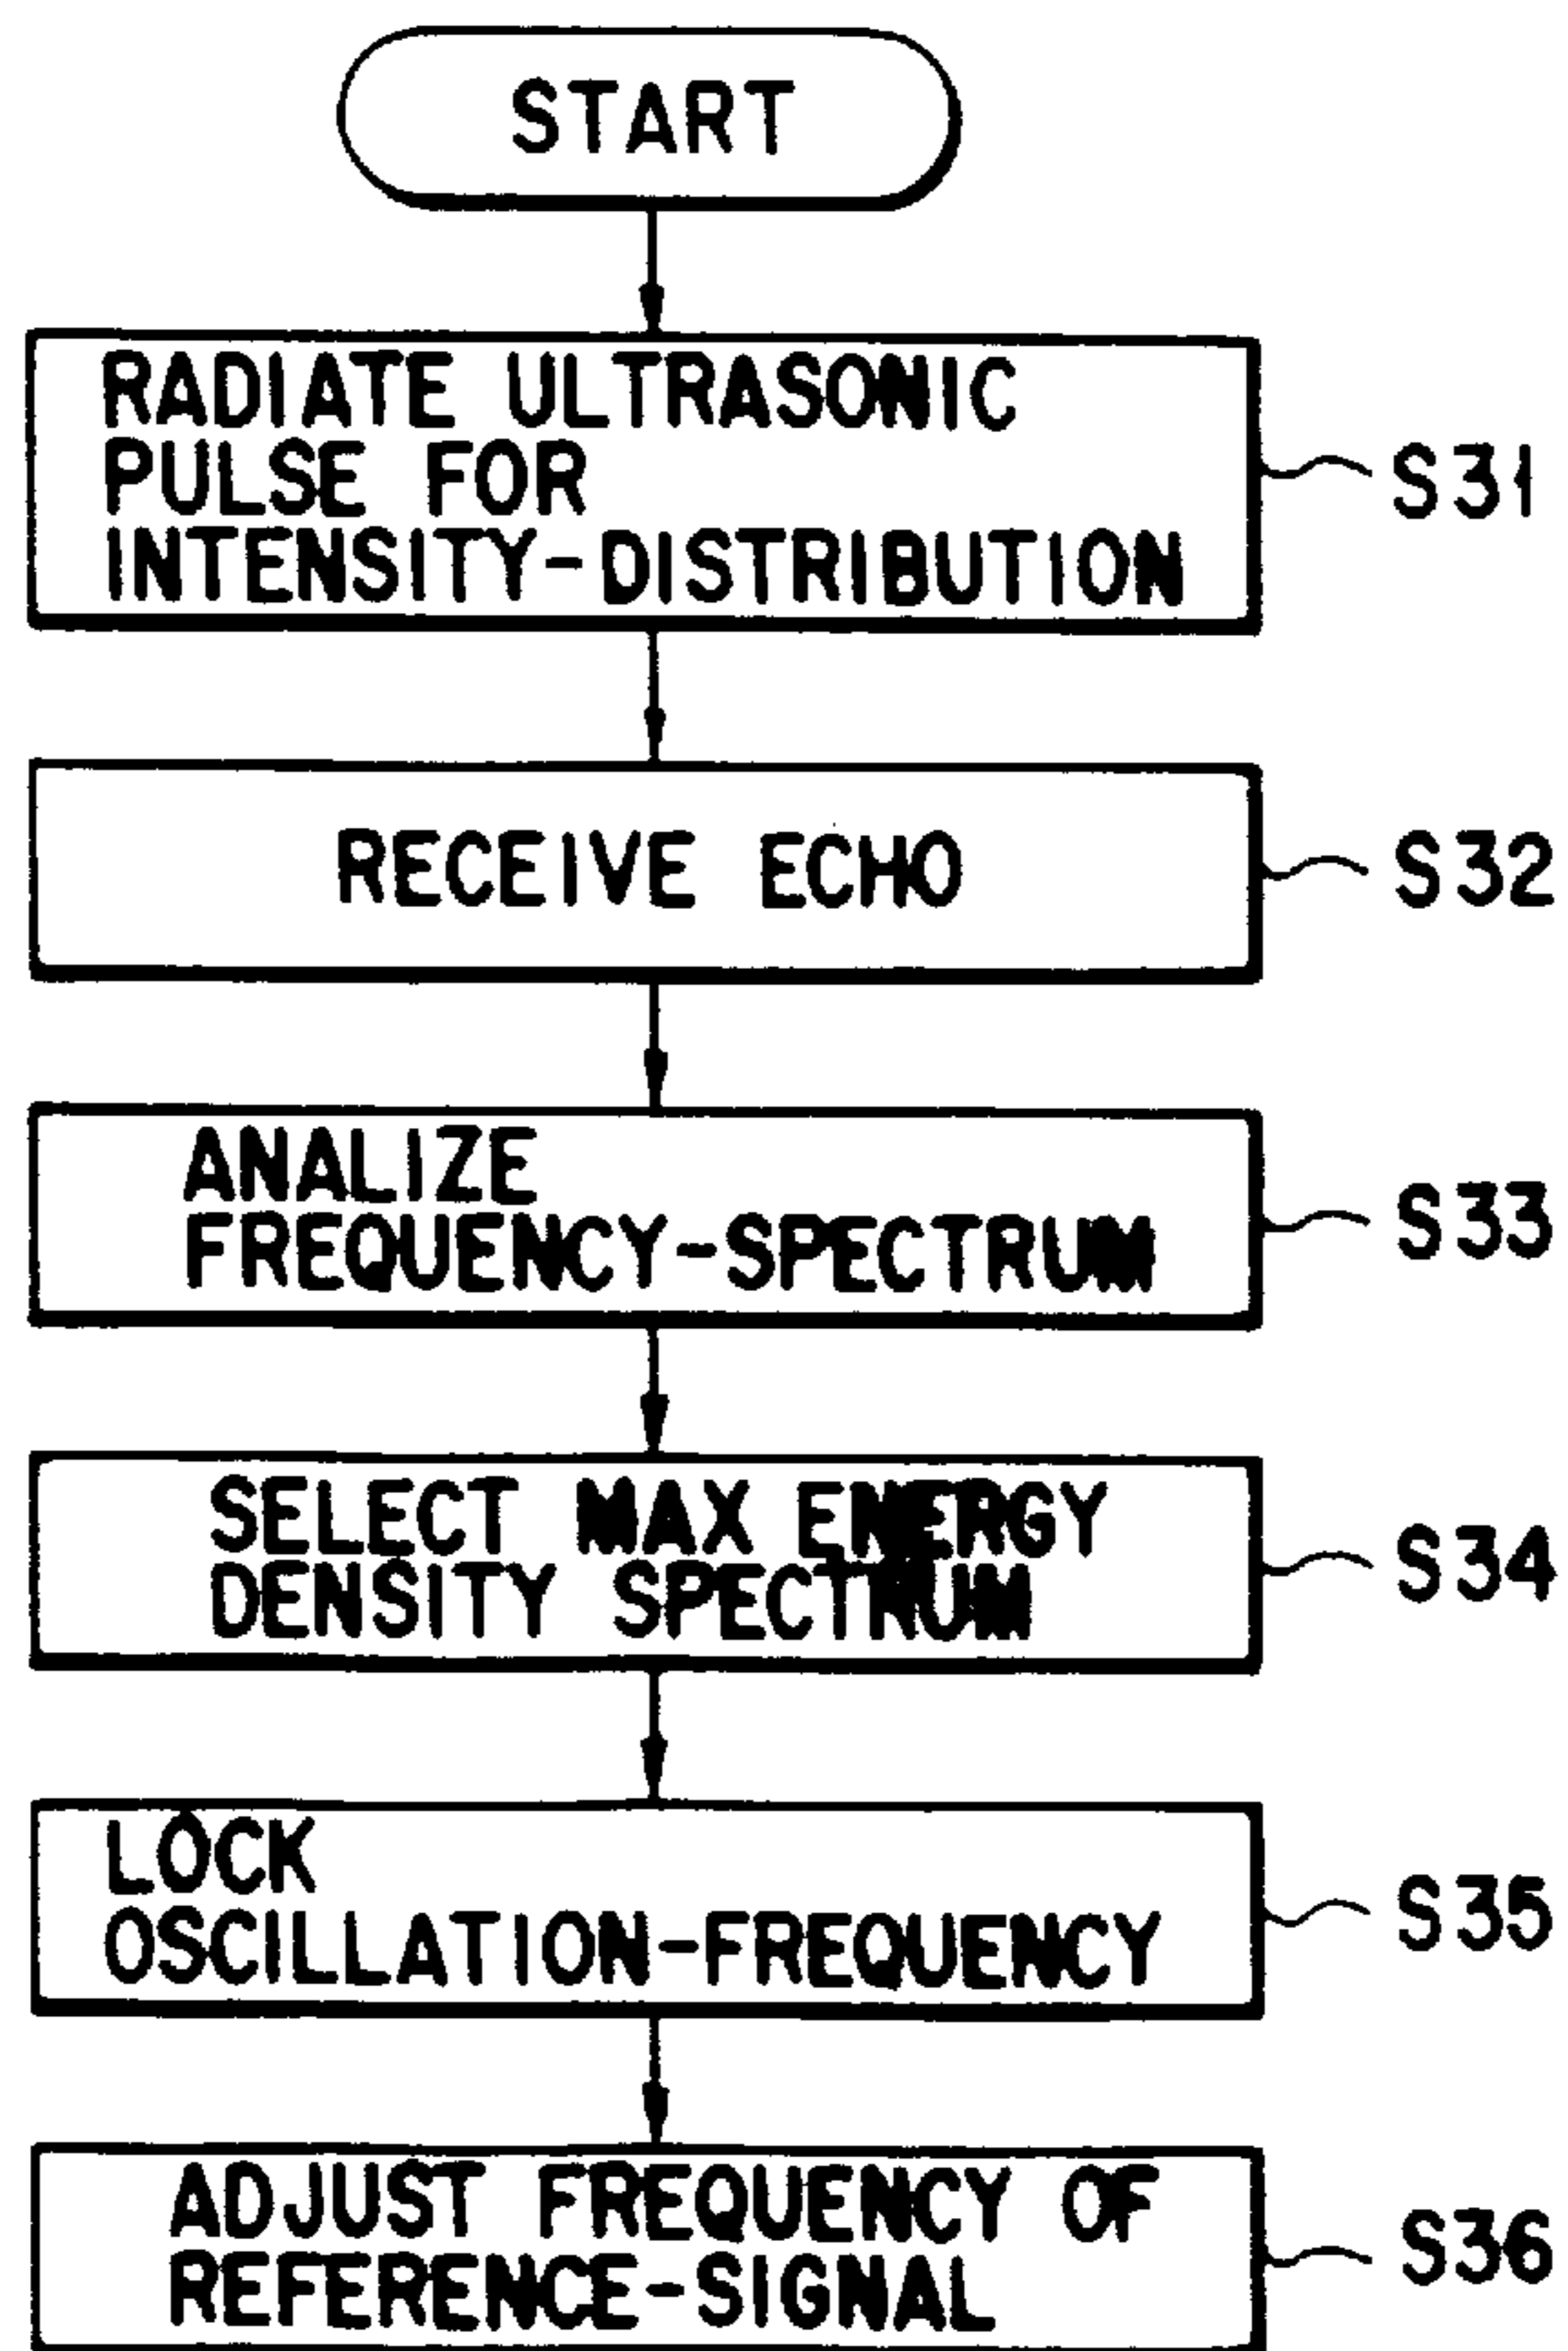 START
RADIATE ULTRASONIC
PULSE FOR
INTENSITY-DISTRIBUTION
S31
RECEIVE ECHO
S32
ANALIZE
FREQUENCY-SPECTRUM
S33
SELECT MAX ENERGY
DENSITY SPECTRUM
S34
LOCK
OSCILLATION-FREQUENCY
S35
ADJUST FREQUENCY OF
REFERENCE-SIGNAL
S36